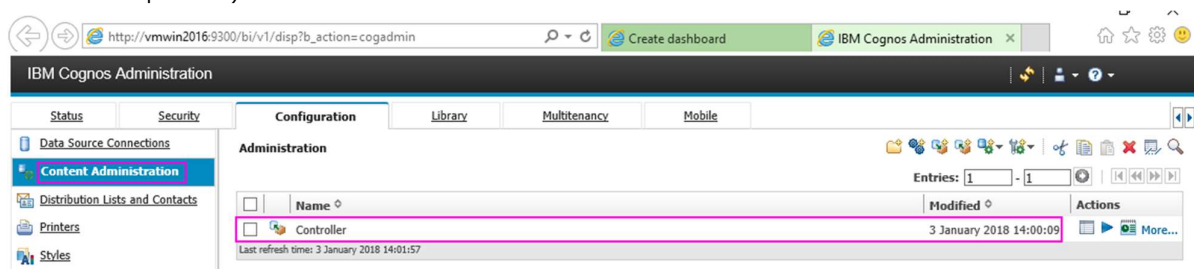 http://vmwin2016:9300/bi/v1/disp?b_action=cogadmin Create dashboard IBM Cognos Administration
IBM Cognos Administration
Status Security Configuration Library Multitenancy Mobile
Data Source Connections Administration
Content Administration
Entries: 1 - 1
Distribution Lists and Contacts Name Modified Actions
Printers Controller 3 January 2018 14:00:09 More...
Styles Last refresh time: 3 January 2018 14:01:57